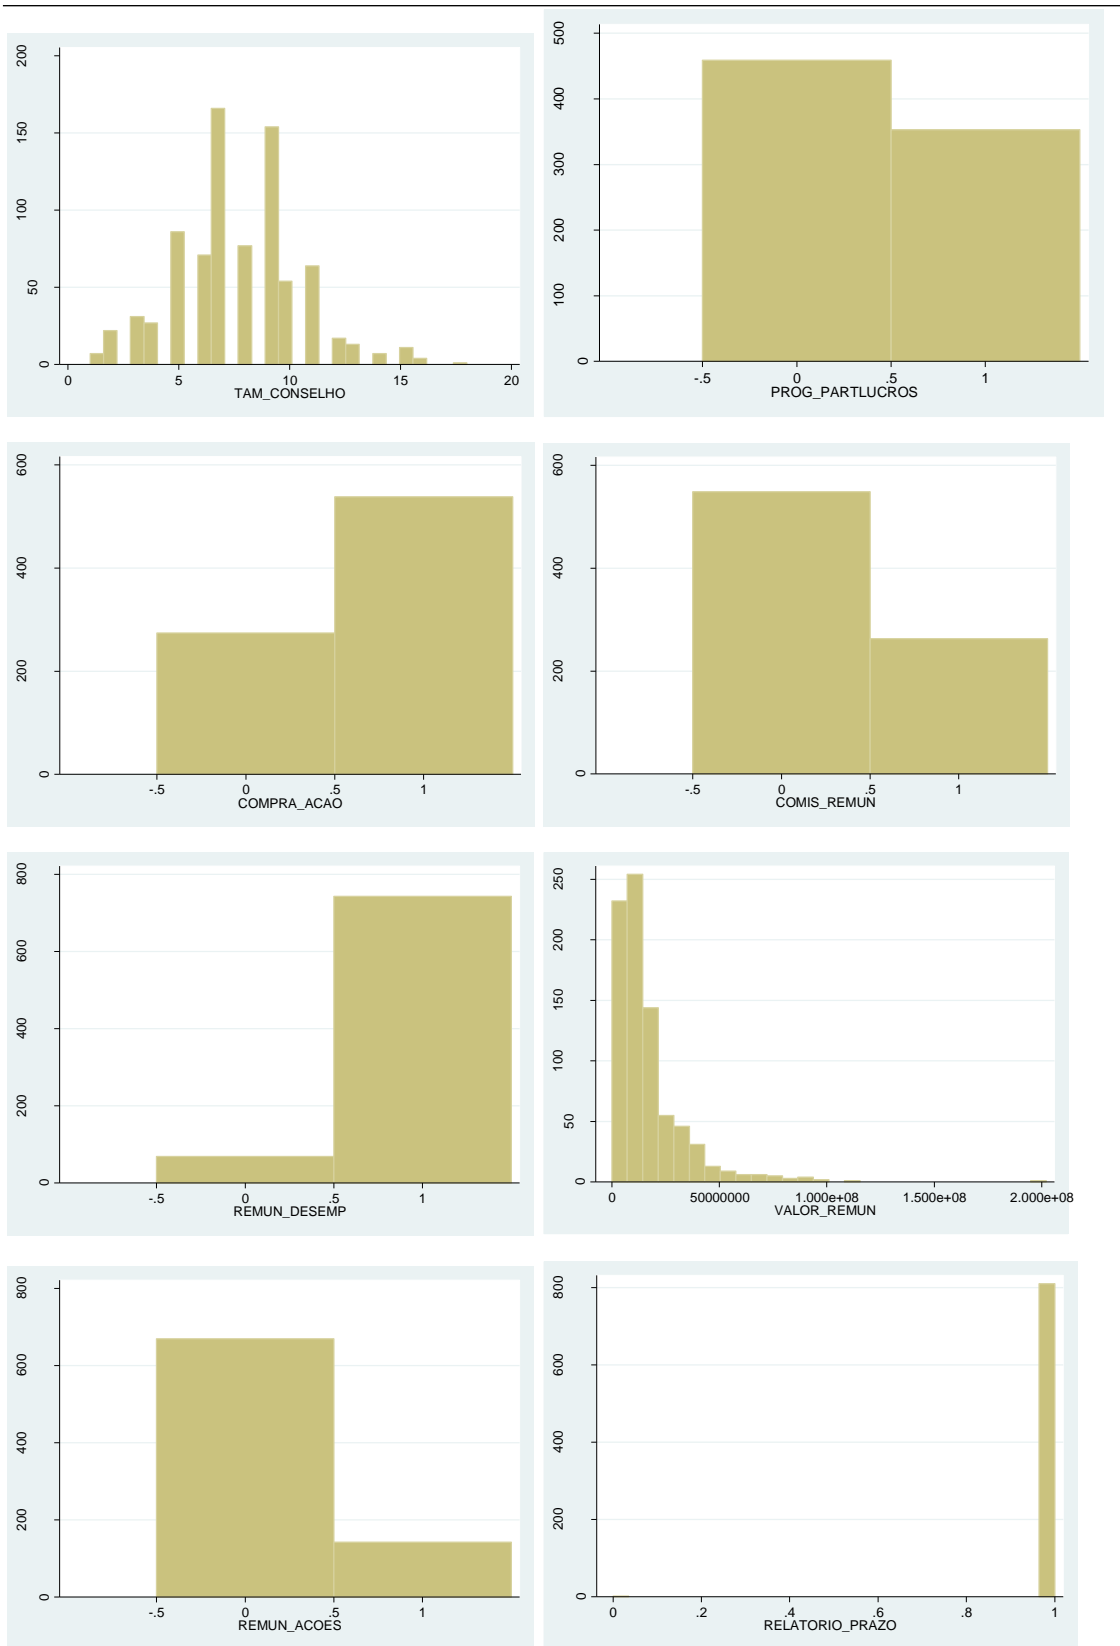 200
150
100
50
0
0 5 10 15 20
TAM_CONSELHO
500
400
300
200
100
0
-.5 0 .5 1
PROG_PARTLUCROS
600
400
200
0
-.5 0 .5 1
COMPRA_ACAO
600
400
200
0
-.5 0 .5 1
COMIS_REMUN
800
600
400
200
0
-.5 0 .5 1
REMUN_DESEMP
250
200
150
100
50
0
0 50000000 1.000e+08 1.500e+08 2.000e+08
VALOR_REMUN
800
600
400
200
0
-.5 0 .5 1
REMUN_ACOES
800
600
400
200
0
0 .2 .4 .6 .8 1
RELATORIO_PRAZO